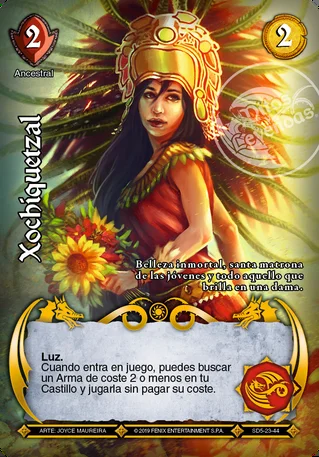 2
2
Ancestral
Mitos y
Leyendas
Xochiquetzal
Belleza inmortal, santa matrona
de las jóvenes y todo aquello que
brilla en una dama.
Luz.
Cuando entra en juego, puedes buscar
un Arma de coste 2 o menos en tu
Castillo y jugarla sin pagar su coste.
ARTE: JOYCE MAUREIRA
© 2019 FENIX ENTERTAINMENT S.P.A.
SD5-23-44